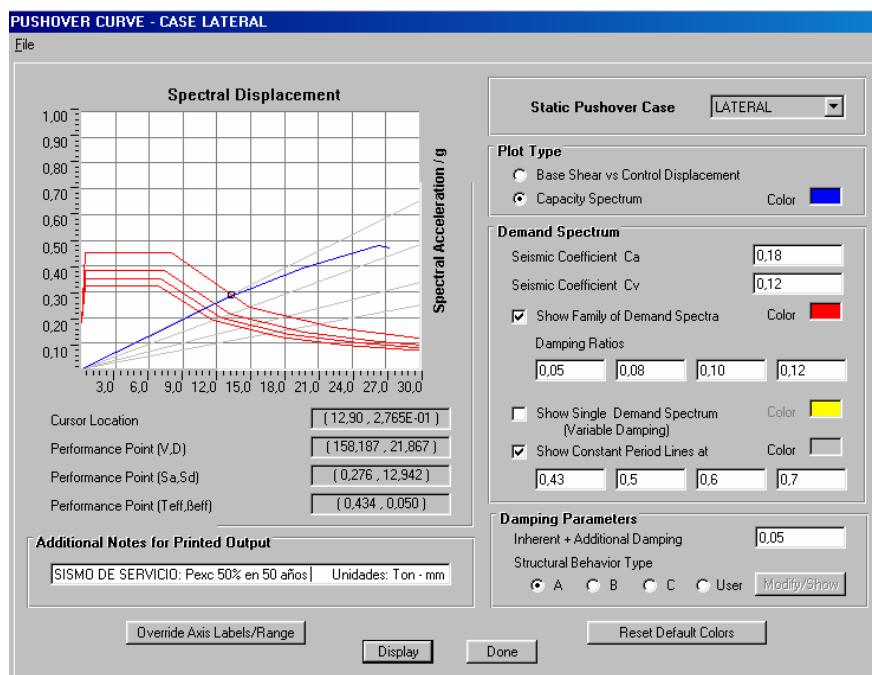 PUSHOVER CURVE - CASE LATERAL
File
Spectral Displacement
1,00
0,90
0,80
0,70
0,60
0,50
0,40
0,30
0,20
0,10
3,0 6,0 9,0 12,0 15,0 18,0 21,0 24,0 27,0 30,0
Spectral Acceleration / g
Cursor Location ( 12,90 , 2,765E-01 )
Performance Point (V,D) ( 158,187 , 21,867 )
Performance Point (Sa,Sd) ( 0,276 , 12,942 )
Performance Point (Teff,ßeff) ( 0,434 , 0,050 )
Additional Notes for Printed Output
SISMO DE SERVICIO: Pexc 50% en 50 años Unidades: Ton - mm
Override Axis Labels/Range
Static Pushover Case LATERAL
Plot Type
Base Shear vs Control Displacement
Capacity Spectrum Color
Demand Spectrum
Seismic Coefficient Ca 0,18
Seismic Coefficient Cv 0,12
Show Family of Demand Spectra Color
Damping Ratios
0,05 0,08 0,10 0,12
Show Single Demand Spectrum Color
(Variable Damping)
Show Constant Period Lines at Color
0,43 0,5 0,6 0,7
Damping Parameters
Inherent + Additional Damping 0,05
Structural Behavior Type
A B C User Modify/Show
Reset Default Colors
Display Done